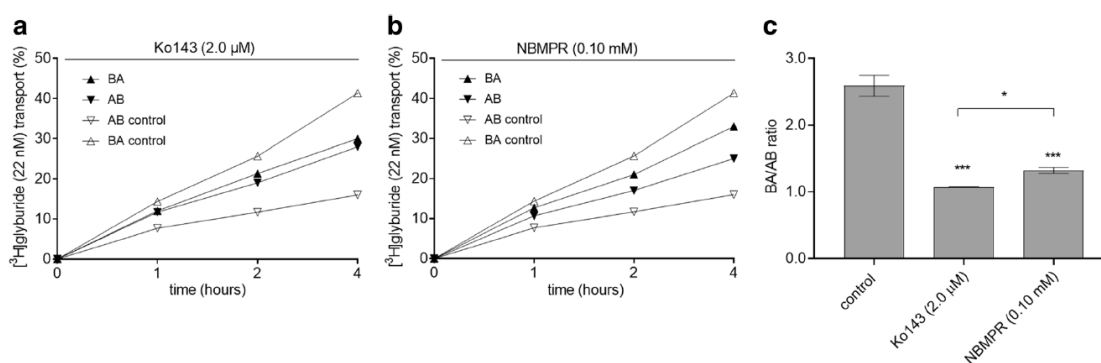 a
Ko143 (2.0 µM)
[³H]glyburide (22 nM) transport (%)
50
40
30
20
10
0
BA
AB
AB control
BA control
0
1
2
4
time (hours)
b
NBMPR (0.10 mM)
[³H]glyburide (22 nM) transport (%)
50
40
30
20
10
0
BA
AB
AB control
BA control
0
1
2
4
time (hours)
c
BA/AB ratio
3.0
2.0
1.0
0.0
*
***
***
control
Ko143 (2.0 µM)
NBMPR (0.10 mM)